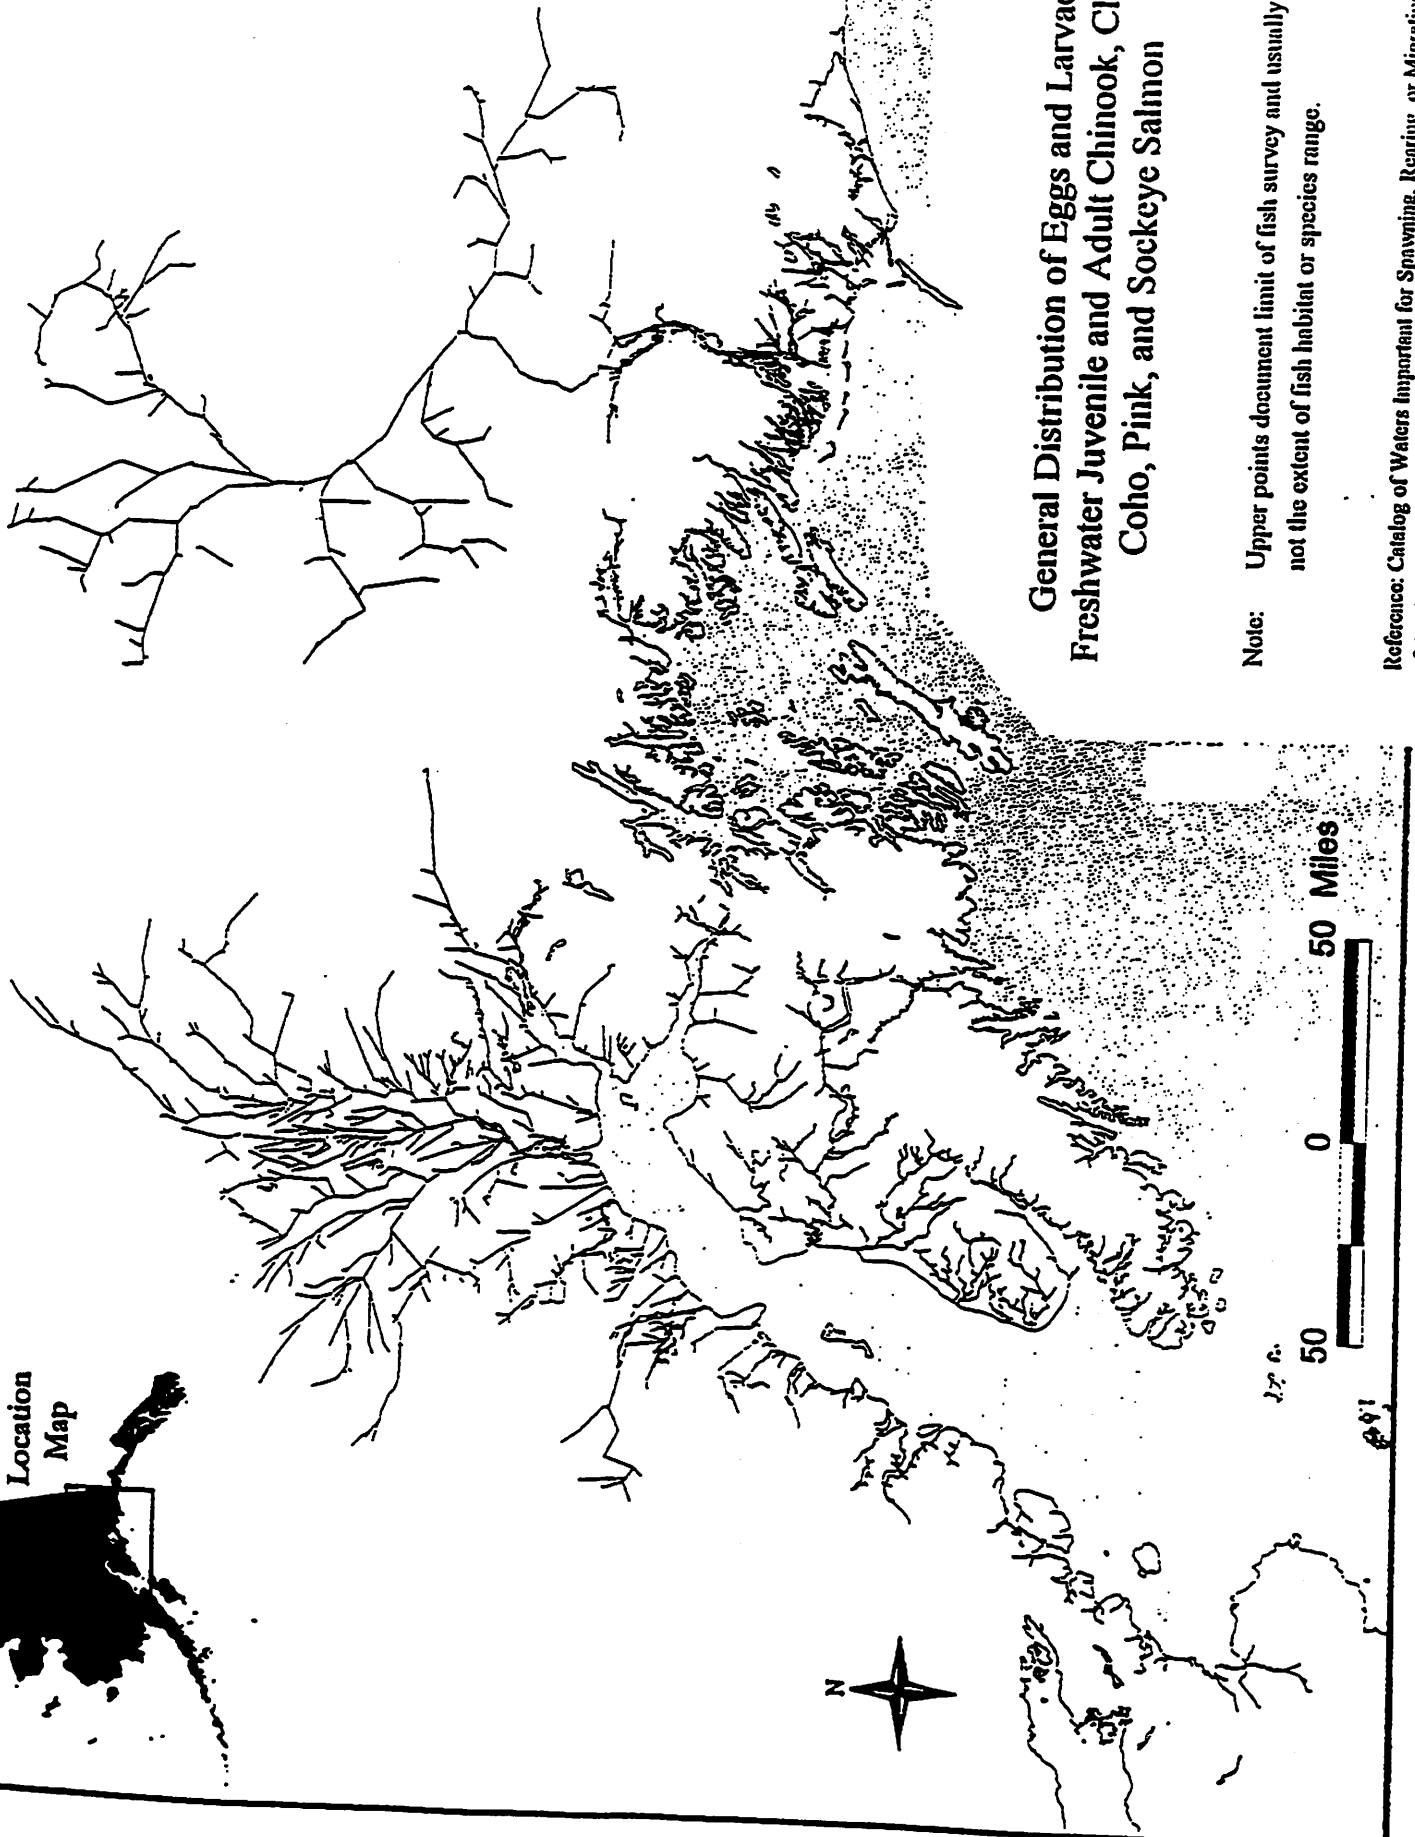 Location
Map
N
General Distribution of Eggs and Larvae
Freshwater Juvenile and Adult Chinook,
Coho, Pink, and Sockeye Salmon
Note: Upper points document limit of fish survey and usually
not the extent of fish habitat or species range.
50 0 50 Miles
Reference: Catalog of Waters Important for Spawning, Rearing, or